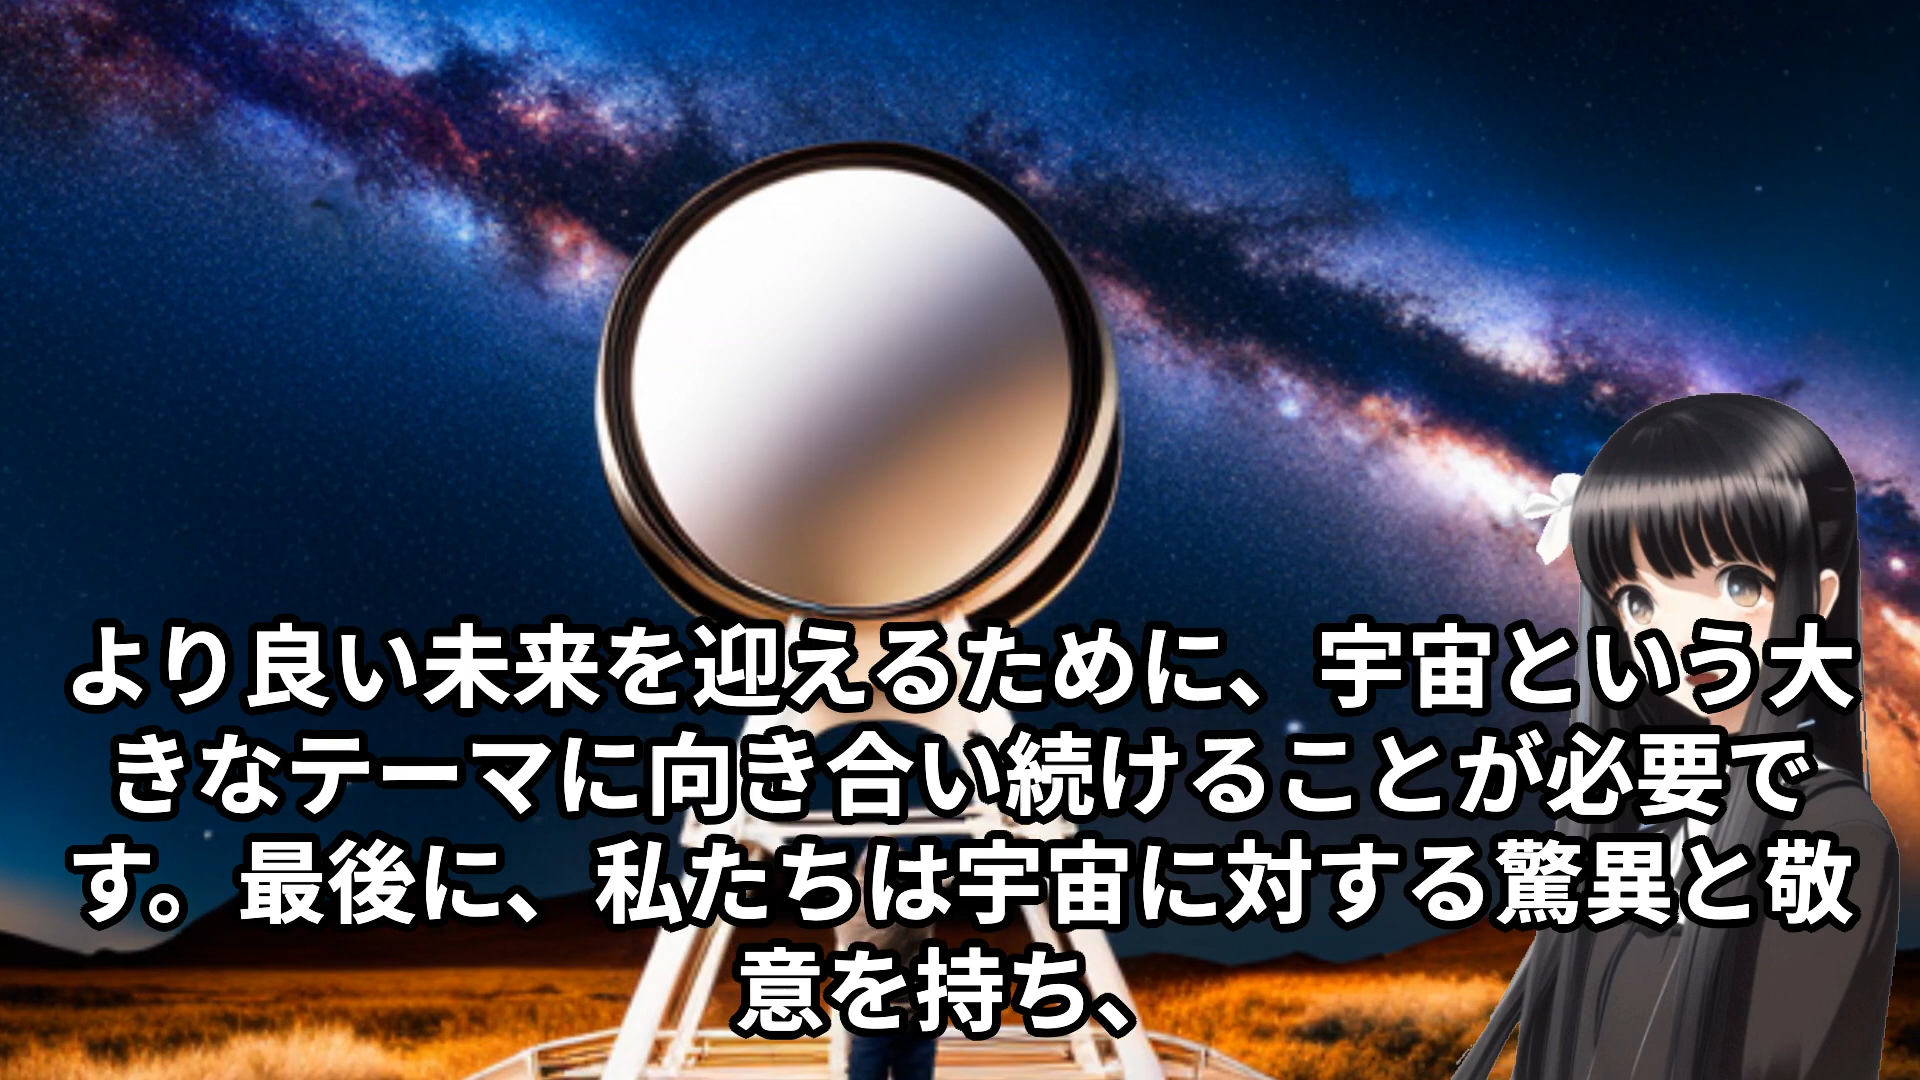 より良い未来を迎えるために、宇宙という大
きなテーマに向き合い続けることが必要で
す。最後に、私たちは宇宙に対する驚異と敬
意を持ち、